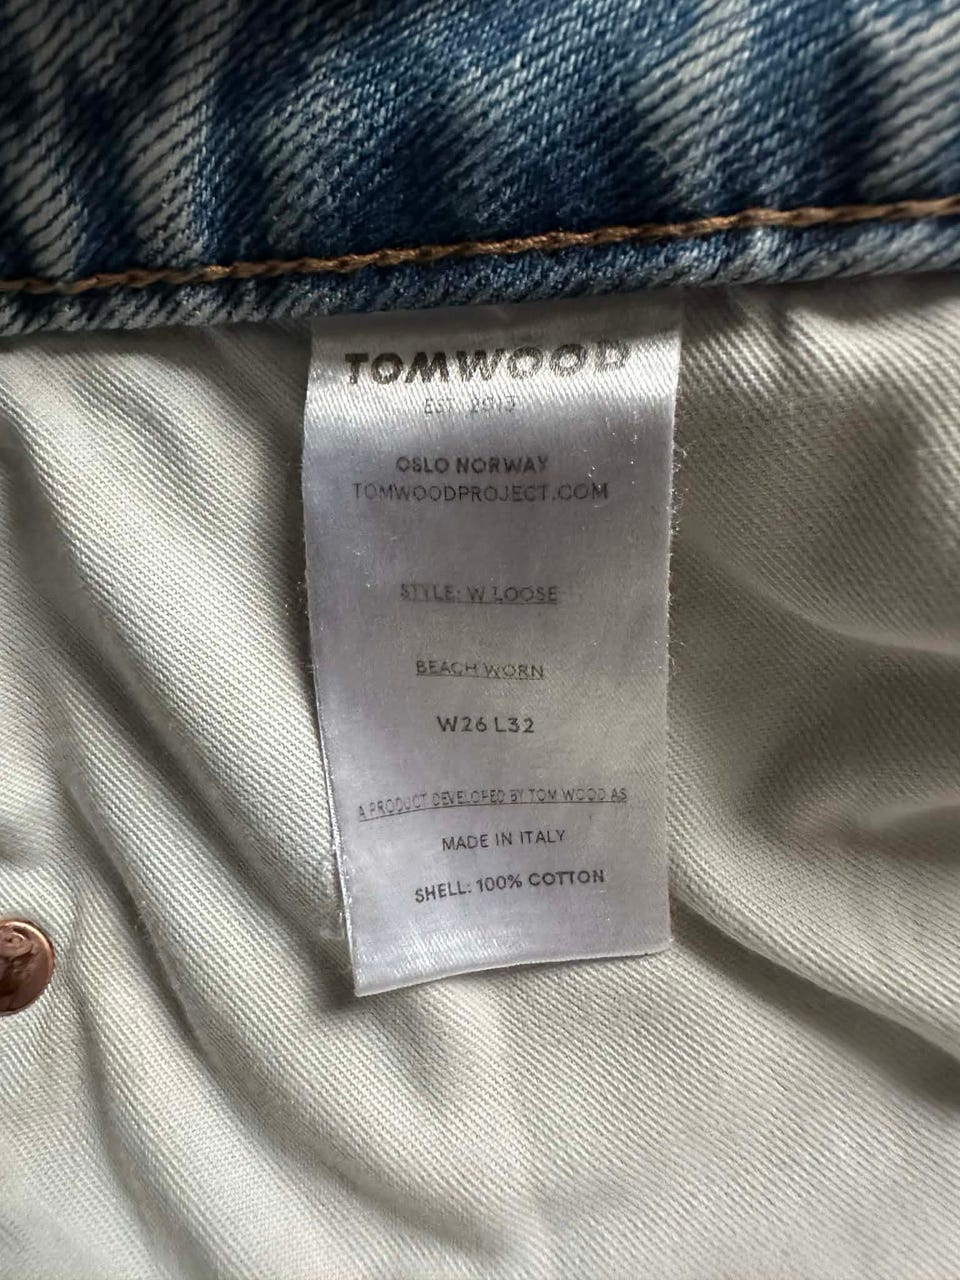 TOMWOOD
EST. 2013
OSLO NORWAY
TOMWOODPROJECT.COM
STYLE: W LOOSE
BEACH WORN
W26 L32
A PRODUCT DEVELOPED BY TOM WOOD AS
MADE IN ITALY
SHELL: 100% COTTON